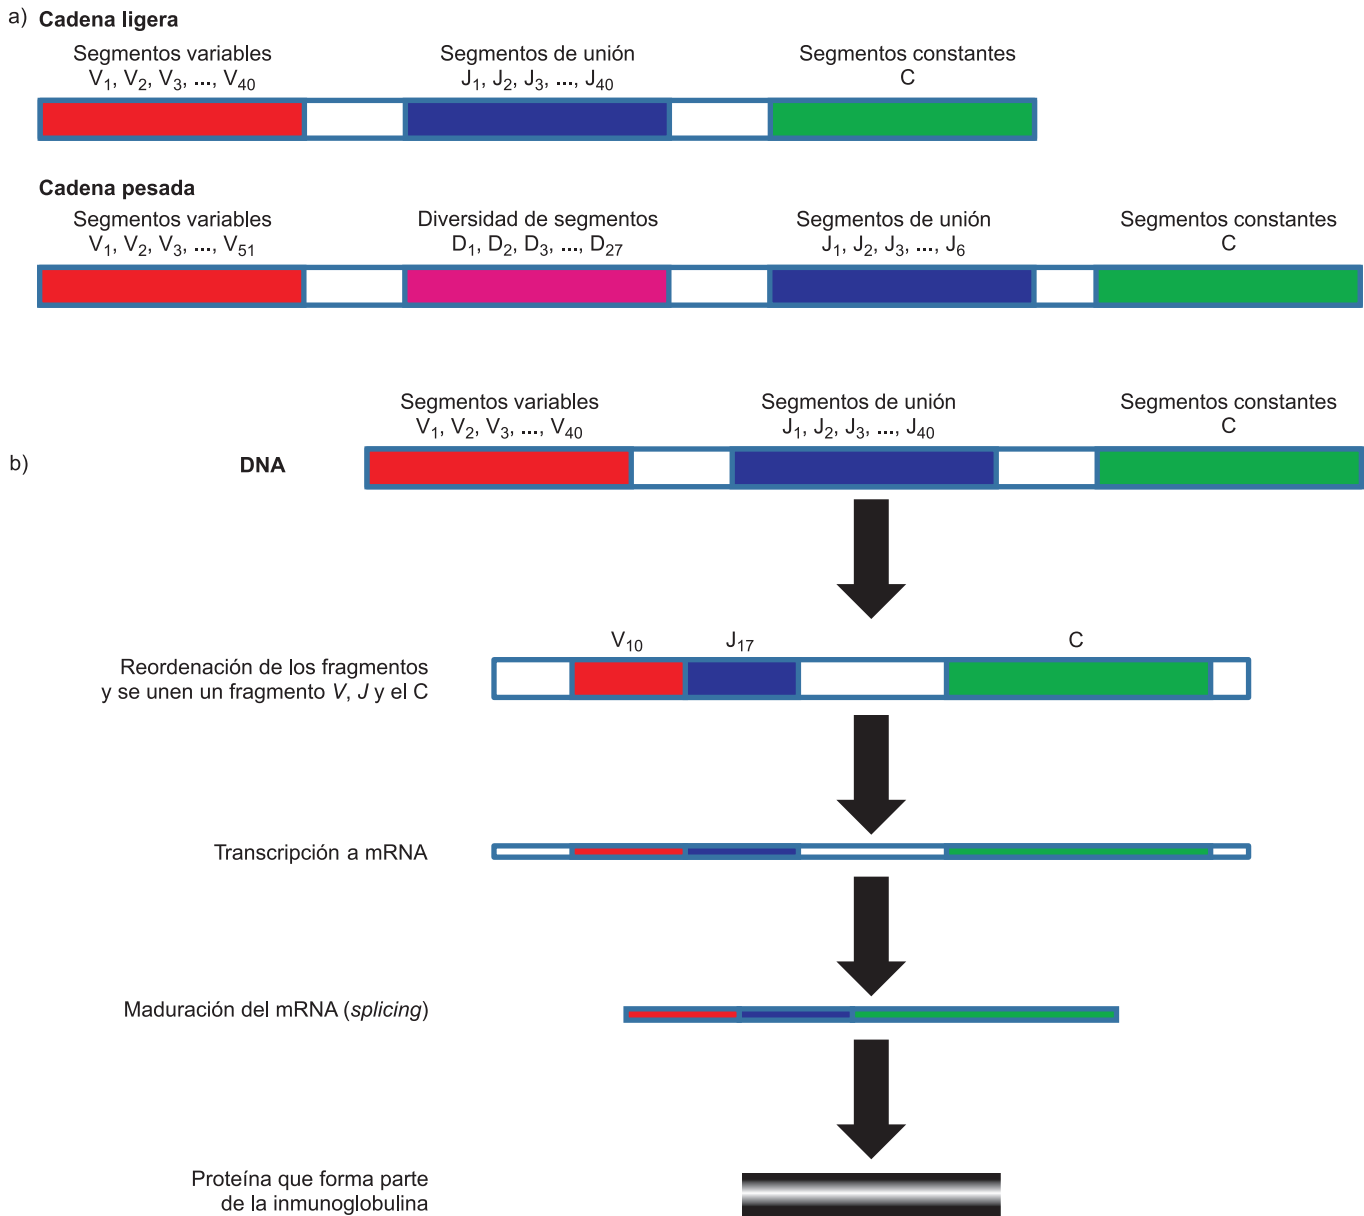 a) Cadena ligera
Segmentos variables
V1, V2, V3, ..., V40
Segmentos de unión
J1, J2, J3, ..., J40
Segmentos constantes
C
Cadena pesada
Segmentos variables
V1, V2, V3, ..., V51
Diversidad de segmentos
D1, D2, D3, ..., D27
Segmentos de unión
J1, J2, J3, ..., J6
Segmentos constantes
C
b)
DNA
Segmentos variables
V1, V2, V3, ..., V40
Segmentos de unión
J1, J2, J3, ..., J40
Segmentos constantes
C
Reordenación de los fragmentos
y se unen un fragmento V, J y el C
V10
J17
C
Transcripción a mRNA
Maduración del mRNA (splicing)
Proteína que forma parte
de la inmunoglobulina